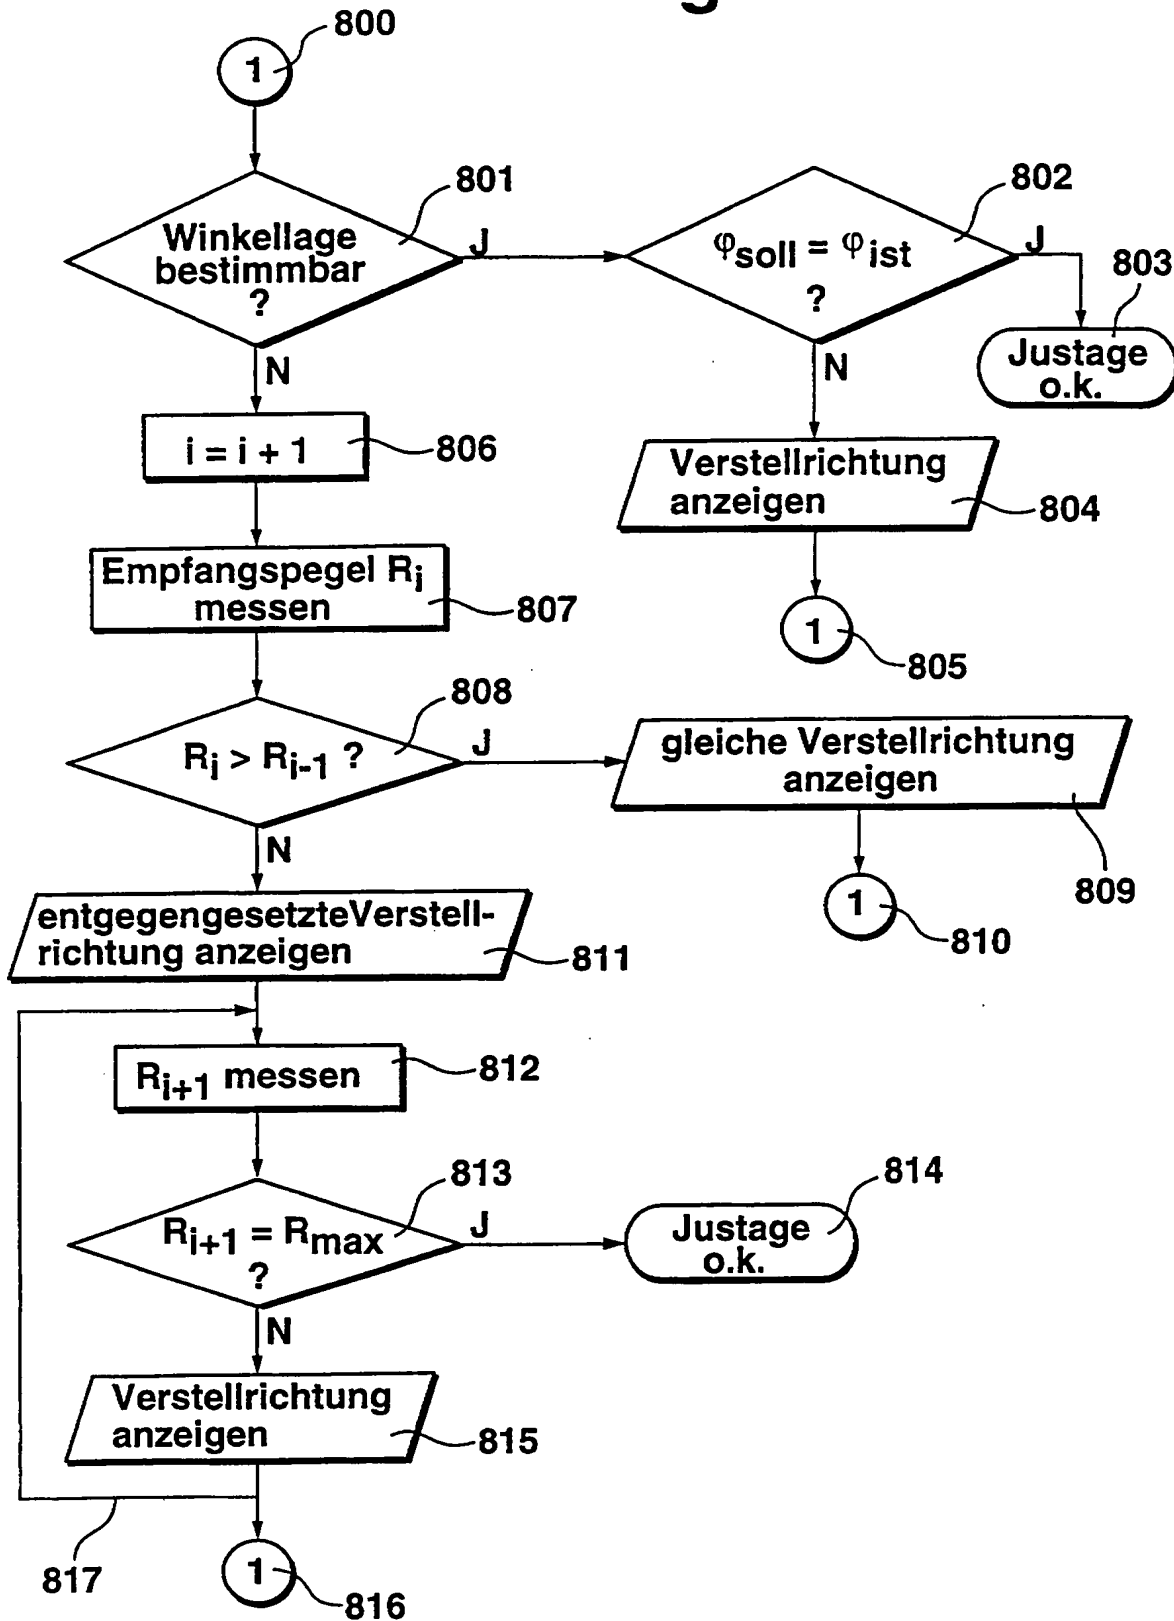 800
1
801
Winkellage
bestimmbar
?
J
N
802
φsoll = φist
?
J
N
803
Justage
o.k.
Verstellrichtung
anzeigen
804
1
805
i = i + 1
806
Empfangspegel Ri
messen
807
808
Ri > Ri-1 ?
J
N
gleiche Verstellrichtung
anzeigen
809
1
810
entgegengesetzteVerstell-
richtung anzeigen
811
Ri+1 messen
812
813
Ri+1 = Rmax
?
J
N
814
Justage
o.k.
Verstellrichtung
anzeigen
815
817
1
816